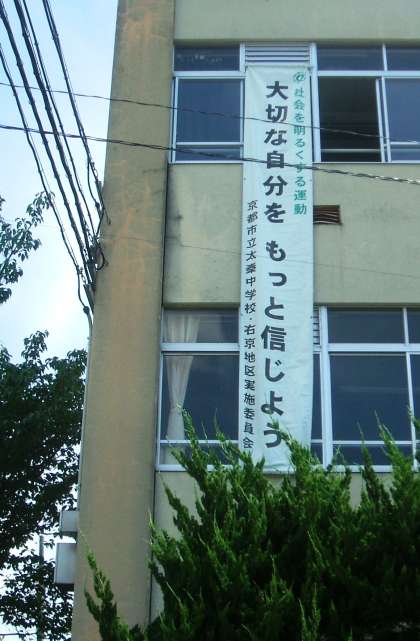 社会を明るくする運動
大切な自分を もっと信じよう
京都市立太秦中学校・右京地区実施委員会